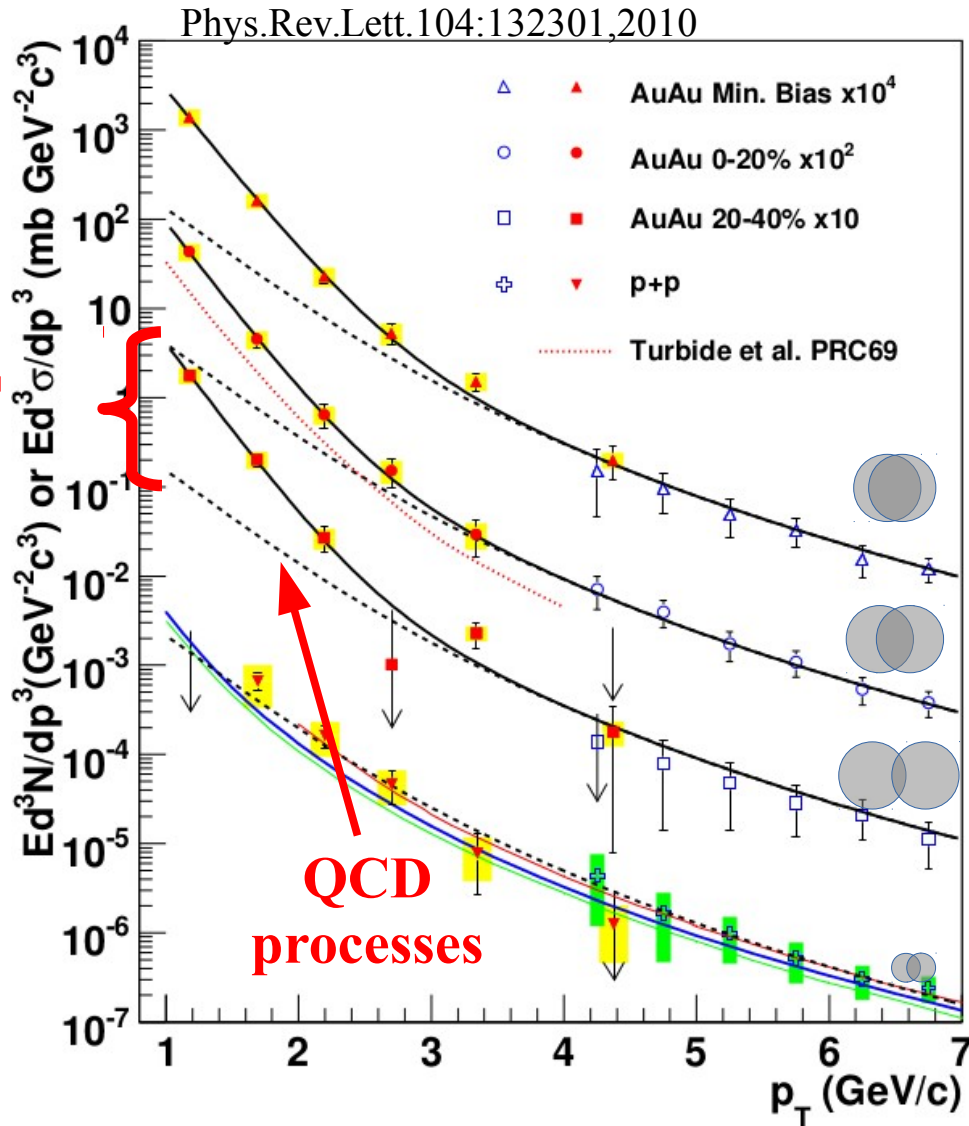 Phys.Rev.Lett.104:132301,2010
AuAu Min. Bias x10⁴
AuAu 0-20% x10²
AuAu 20-40% x10
p+p
Turbide et al. PRC69
Ed³N/dp³(GeV⁻²c³) or Ed³σ/dp³ (mb GeV⁻²c³)
10⁴
10³
10²
10
1
10⁻¹
10⁻²
10⁻³
10⁻⁴
10⁻⁵
10⁻⁶
10⁻⁷
QCD
processes
1 2 3 4 5 6 7
p_T (GeV/c)